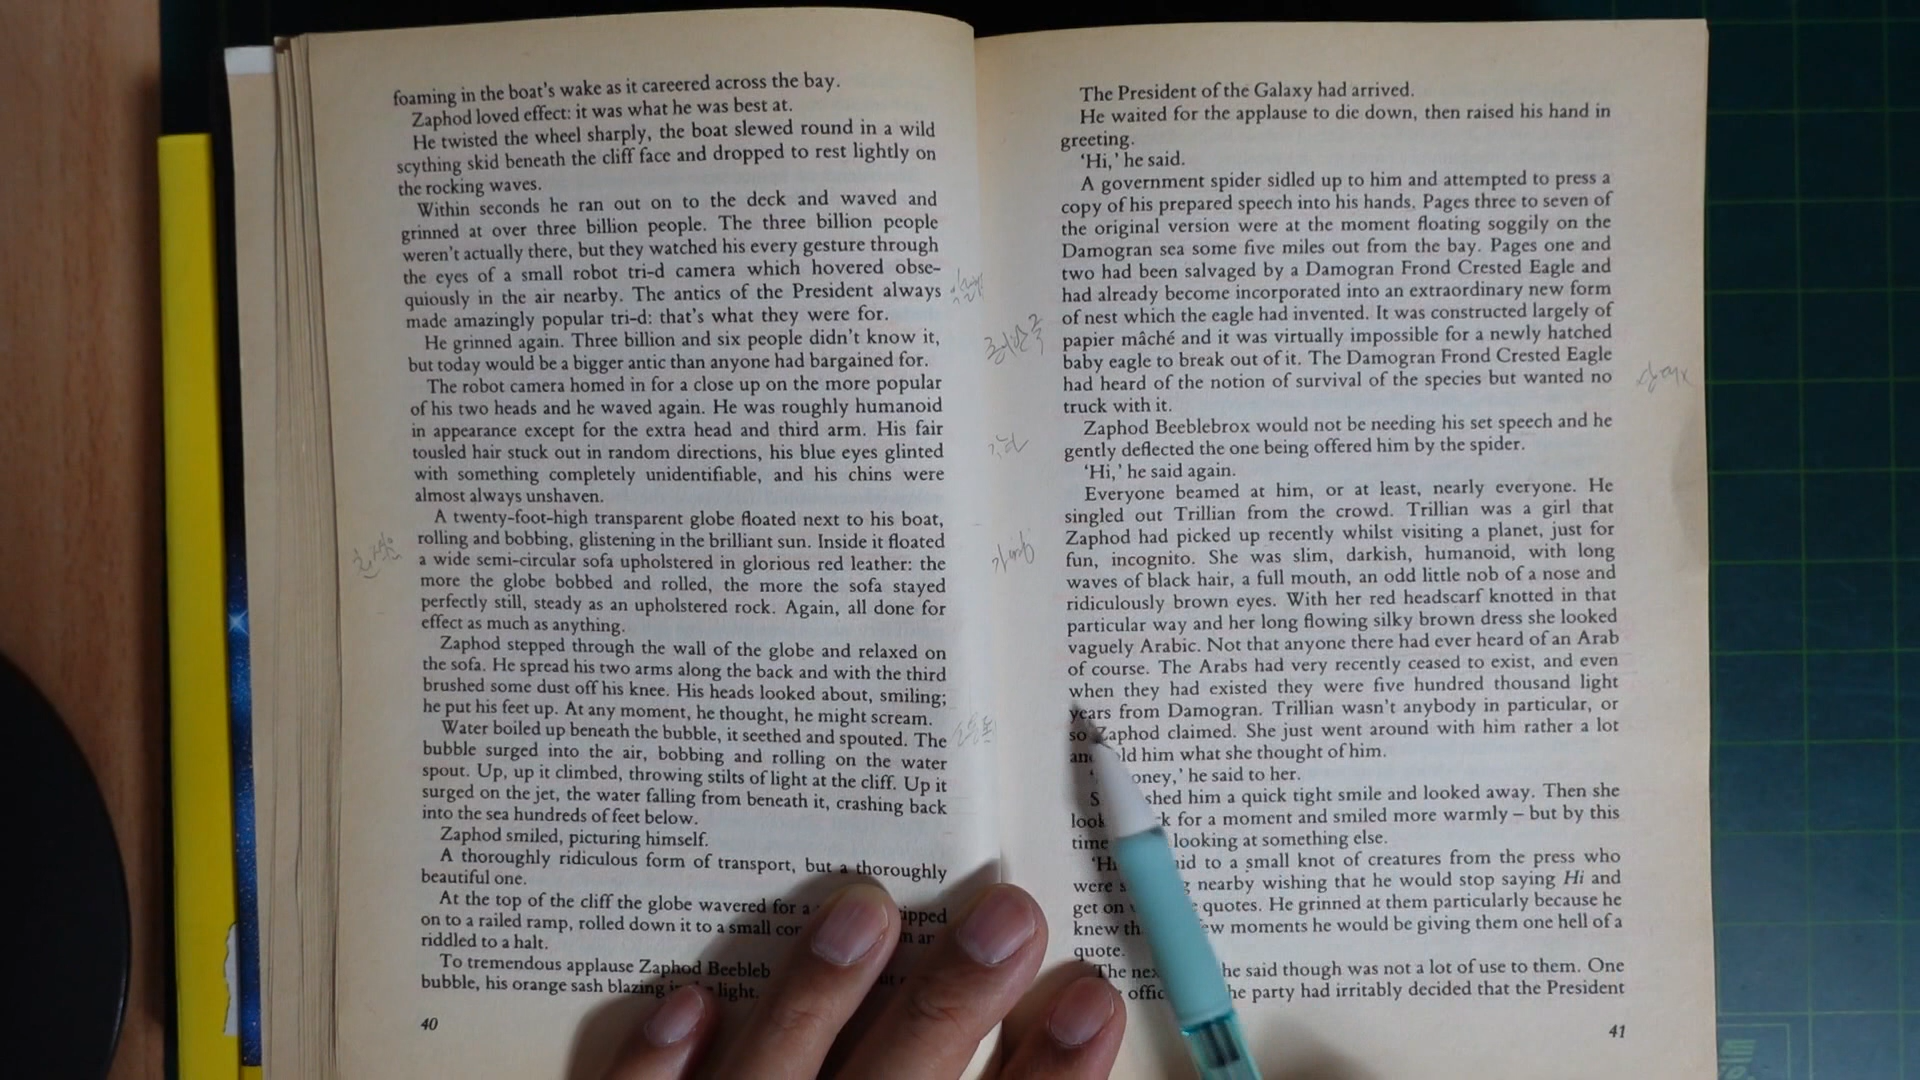 foaming in the boat's wake as it careered across the bay.
Zaphod loved effect: it was what he was best at.
He twisted the wheel sharply, the boat slewed round in a wild
scything skid beneath the cliff face and dropped to rest lightly on
the rocking waves.
Within seconds he ran out on to the deck and waved and
grinned at over three billion people. The three billion people
weren't actually there, but they watched his every gesture through
the eyes of a small robot tri-d camera which hovered obse-
quiously in the air nearby. The antics of the President always
made amazingly popular tri-d: that's what they were for.
He grinned again. Three billion and six people didn't know it,
but today would be a bigger antic than anyone had bargained for.
The robot camera homed in for a close up on the more popular
of his two heads and he waved again. He was roughly humanoid
in appearance except for the extra head and third arm. His fair
tousled hair stuck out in random directions, his blue eyes glinted
with something completely unidentifiable, and his chins were
almost always unshaven.
A twenty-foot-high transparent globe floated next to his boat,
rolling and bobbing, glistening in the brilliant sun. Inside it floated
a wide semi-circular sofa upholstered in glorious red leather: the
more the globe bobbed and rolled, the more the sofa stayed
perfectly still, steady as an upholstered rock. Again, all done for
effect as much as anything.
Zaphod stepped through the wall of the globe and relaxed on
the sofa. He spread his two arms along the back and with the third
brushed some dust off his knee. His heads looked about, smiling;
he put his feet up. At any moment, he thought, he might scream.
Water boiled up beneath the bubble, it seethed and spouted. The
bubble surged into the air, bobbing and rolling on the water
spout. Up, up it climbed, throwing stilts of light at the cliff. Up it
surged on the jet, the water falling from beneath it, crashing back
into the sea hundreds of feet below.
Zaphod smiled, picturing himself.
A thoroughly ridiculous form of transport, but a thoroughly
beautiful one.
At the top of the cliff the globe wavered for a
on to a railed ramp, rolled down it to a small
riddled to a halt.
To tremendous applause Zaphod
bubble, his orange sash blazing light.
40
The President of the Galaxy had arrived.
He waited for the applause to die down, then raised his hand in
greeting.
'Hi,' he said.
A government spider sidled up to him and attempted to press a
copy of his prepared speech into his hands. Pages three to seven of
the original version were at the moment floating soggily on the
Damogran sea some five miles out from the bay. Pages one and
two had been salvaged by a Damogran Frond Crested Eagle and
had already become incorporated into an extraordinary new form
of nest which the eagle had invented. It was constructed largely of
papier mâché and it was virtually impossible for a newly hatched
baby eagle to break out of it. The Damogran Frond Crested Eagle
had heard of the notion of survival of the species but wanted no
truck with it.
Zaphod Beeblebrox would not be needing his set speech and he
gently deflected the one being offered him by the spider.
'Hi,' he said again.
Everyone beamed at him, or at least, nearly everyone. He
singled out Trillian from the crowd. Trillian was a girl that
Zaphod had picked up recently whilst visiting a planet, just for
fun, incognito. She was slim, darkish, humanoid, with long
waves of black hair, a full mouth, an odd little nob of a nose and
ridiculously brown eyes. With her red headscarf knotted in that
particular way and her long flowing silky brown dress she looked
vaguely Arabic. Not that anyone there had ever heard of an Arab
of course. The Arabs had very recently ceased to exist, and even
when they had existed they were five hundred thousand light
years from Damogran. Trillian wasn't anybody in particular, or
so Zaphod claimed. She just went around with him rather a lot
him what she thought of him.
he said to her.
him a quick tight smile and looked away. Then she
for a moment and smiled more warmly – but by this
time looking at something else.
to a small knot of creatures from the press who
were nearby wishing that he would stop saying Hi and
get on quotes. He grinned at them particularly because he
knew moments he would be giving them one hell of a
quote.
The he said though was not a lot of use to them. One
party had irritably decided that the President
41